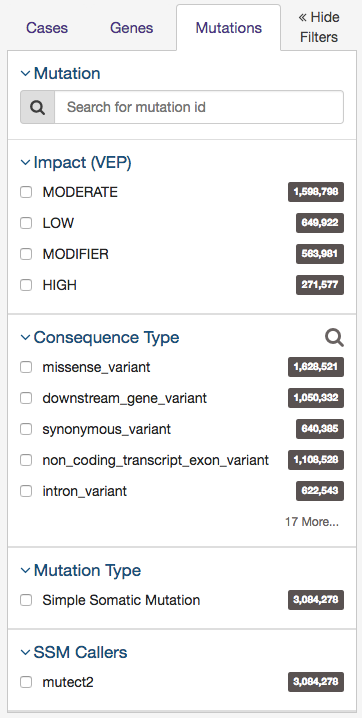 Cases Genes Mutations « Hide
Filters
Mutation
Search for mutation id
Impact (VEP)
MODERATE 1,598,798
LOW 649,922
MODIFIER 563,981
HIGH 271,577
Consequence Type
missense_variant 1,628,521
downstream_gene_variant 1,050,332
synonymous_variant 640,385
non_coding_transcript_exon_variant 1,108,528
intron_variant 622,543
17 More...
Mutation Type
Simple Somatic Mutation 3,084,278
SSM Callers
mutect2 3,084,278